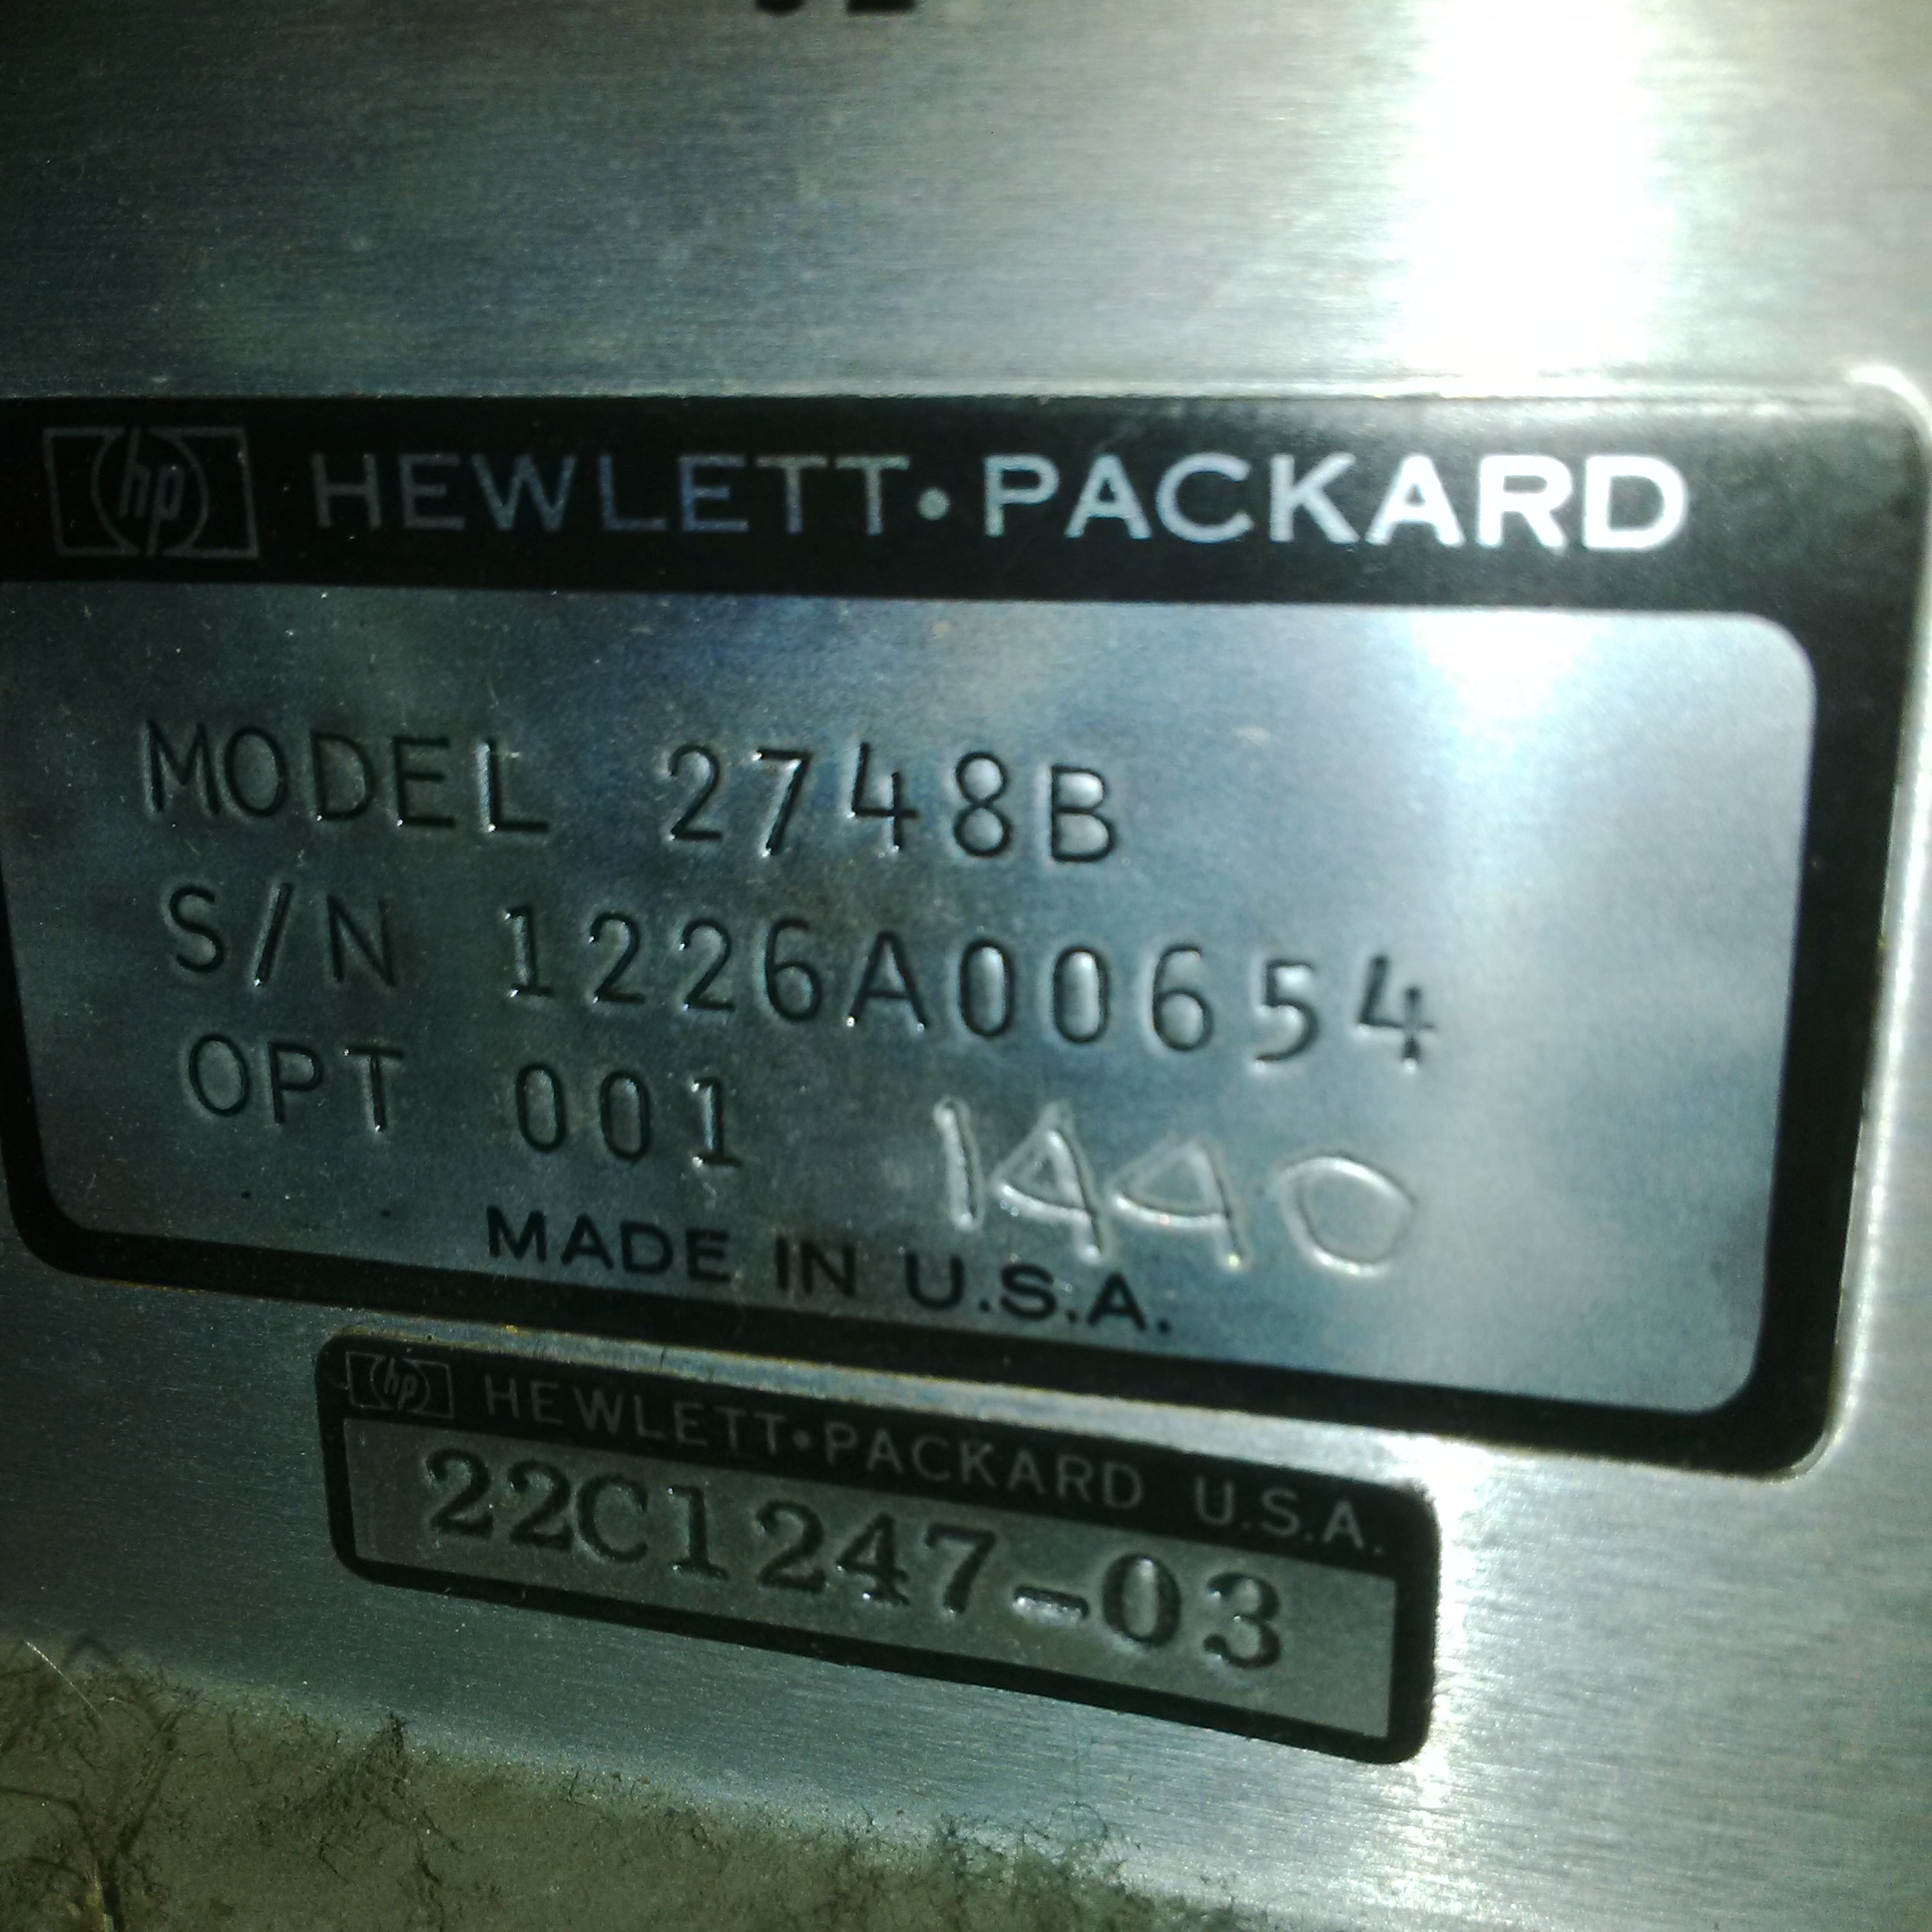 hp HEWLETT•PACKARD
MODEL 2748B
S/N 1226A00654
OPT 001 1440
MADE IN U.S.A.
hp HEWLETT•PACKARD U.S.A.
22C1247-03